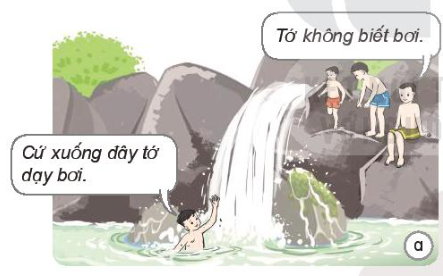 Tớ không biết bơi.
Cứ xuống đây tớ
dạy bơi.
a